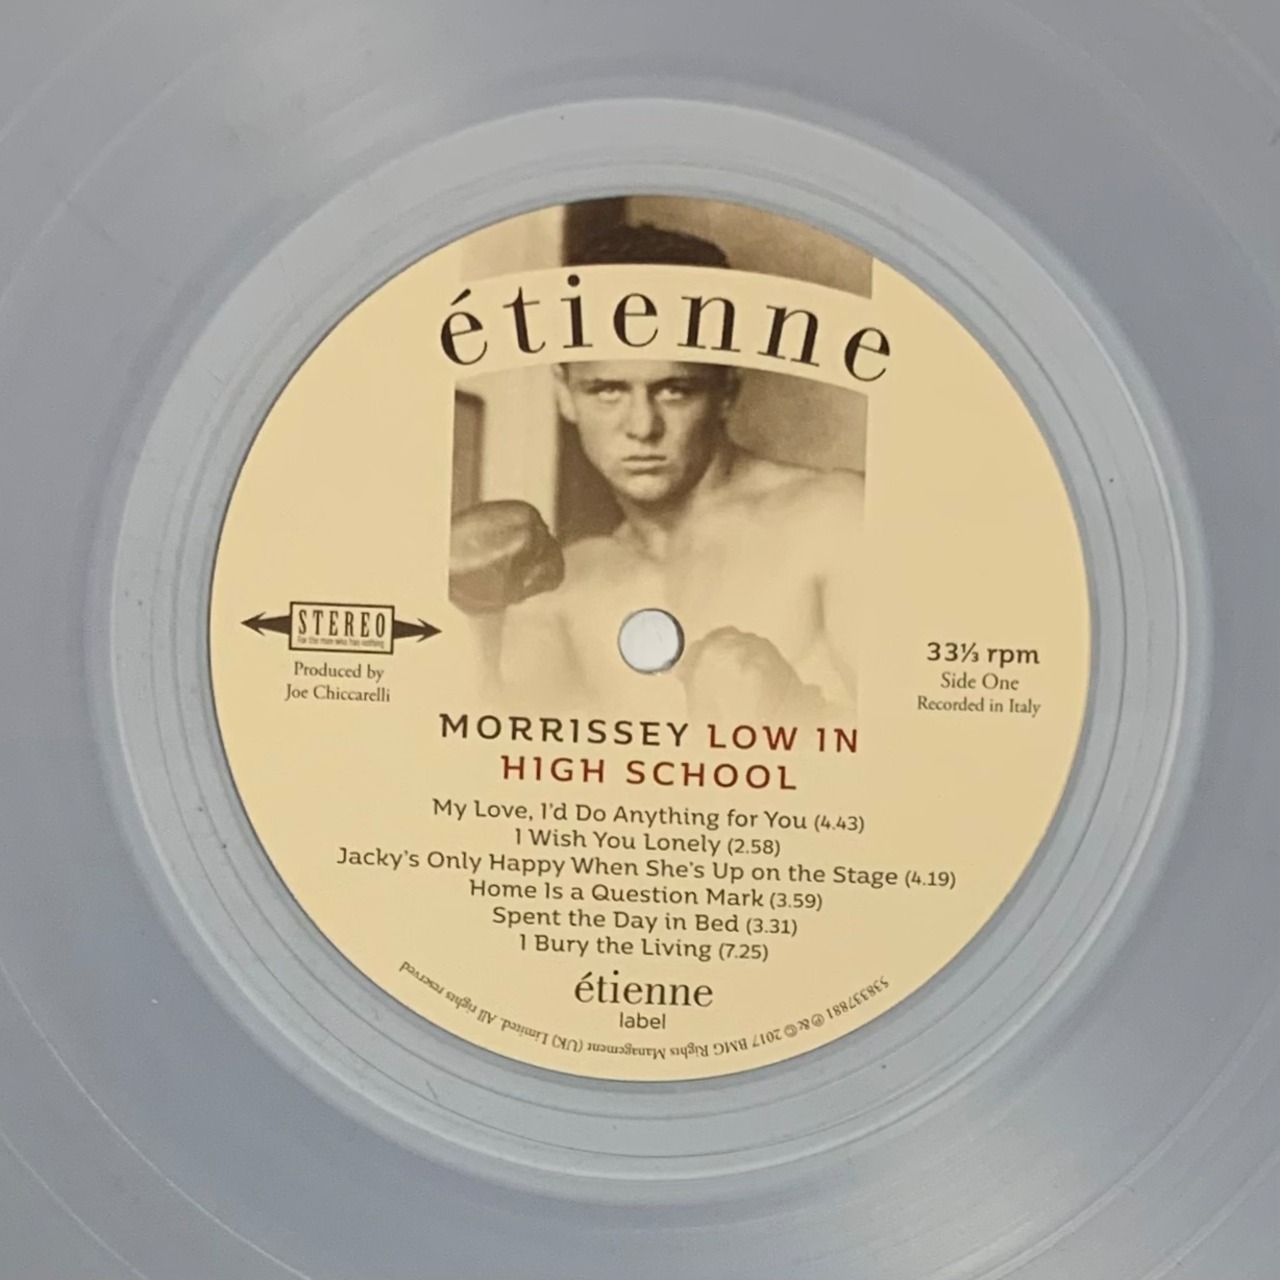 étienne
STEREO
For the man who has nothing
Produced by
Joe Chiccarelli
33⅓ rpm
Side One
Recorded in Italy
MORRISSEY LOW IN
HIGH SCHOOL
My Love, I'd Do Anything for You (4.43)
I Wish You Lonely (2.58)
Jacky's Only Happy When She's Up on the Stage (4.19)
Home Is a Question Mark (3.59)
Spent the Day in Bed (3.31)
I Bury the Living (7.25)
étienne
label
538337881 ℗ & © 2017 BMG Rights Management (UK) Limited. All rights reserved